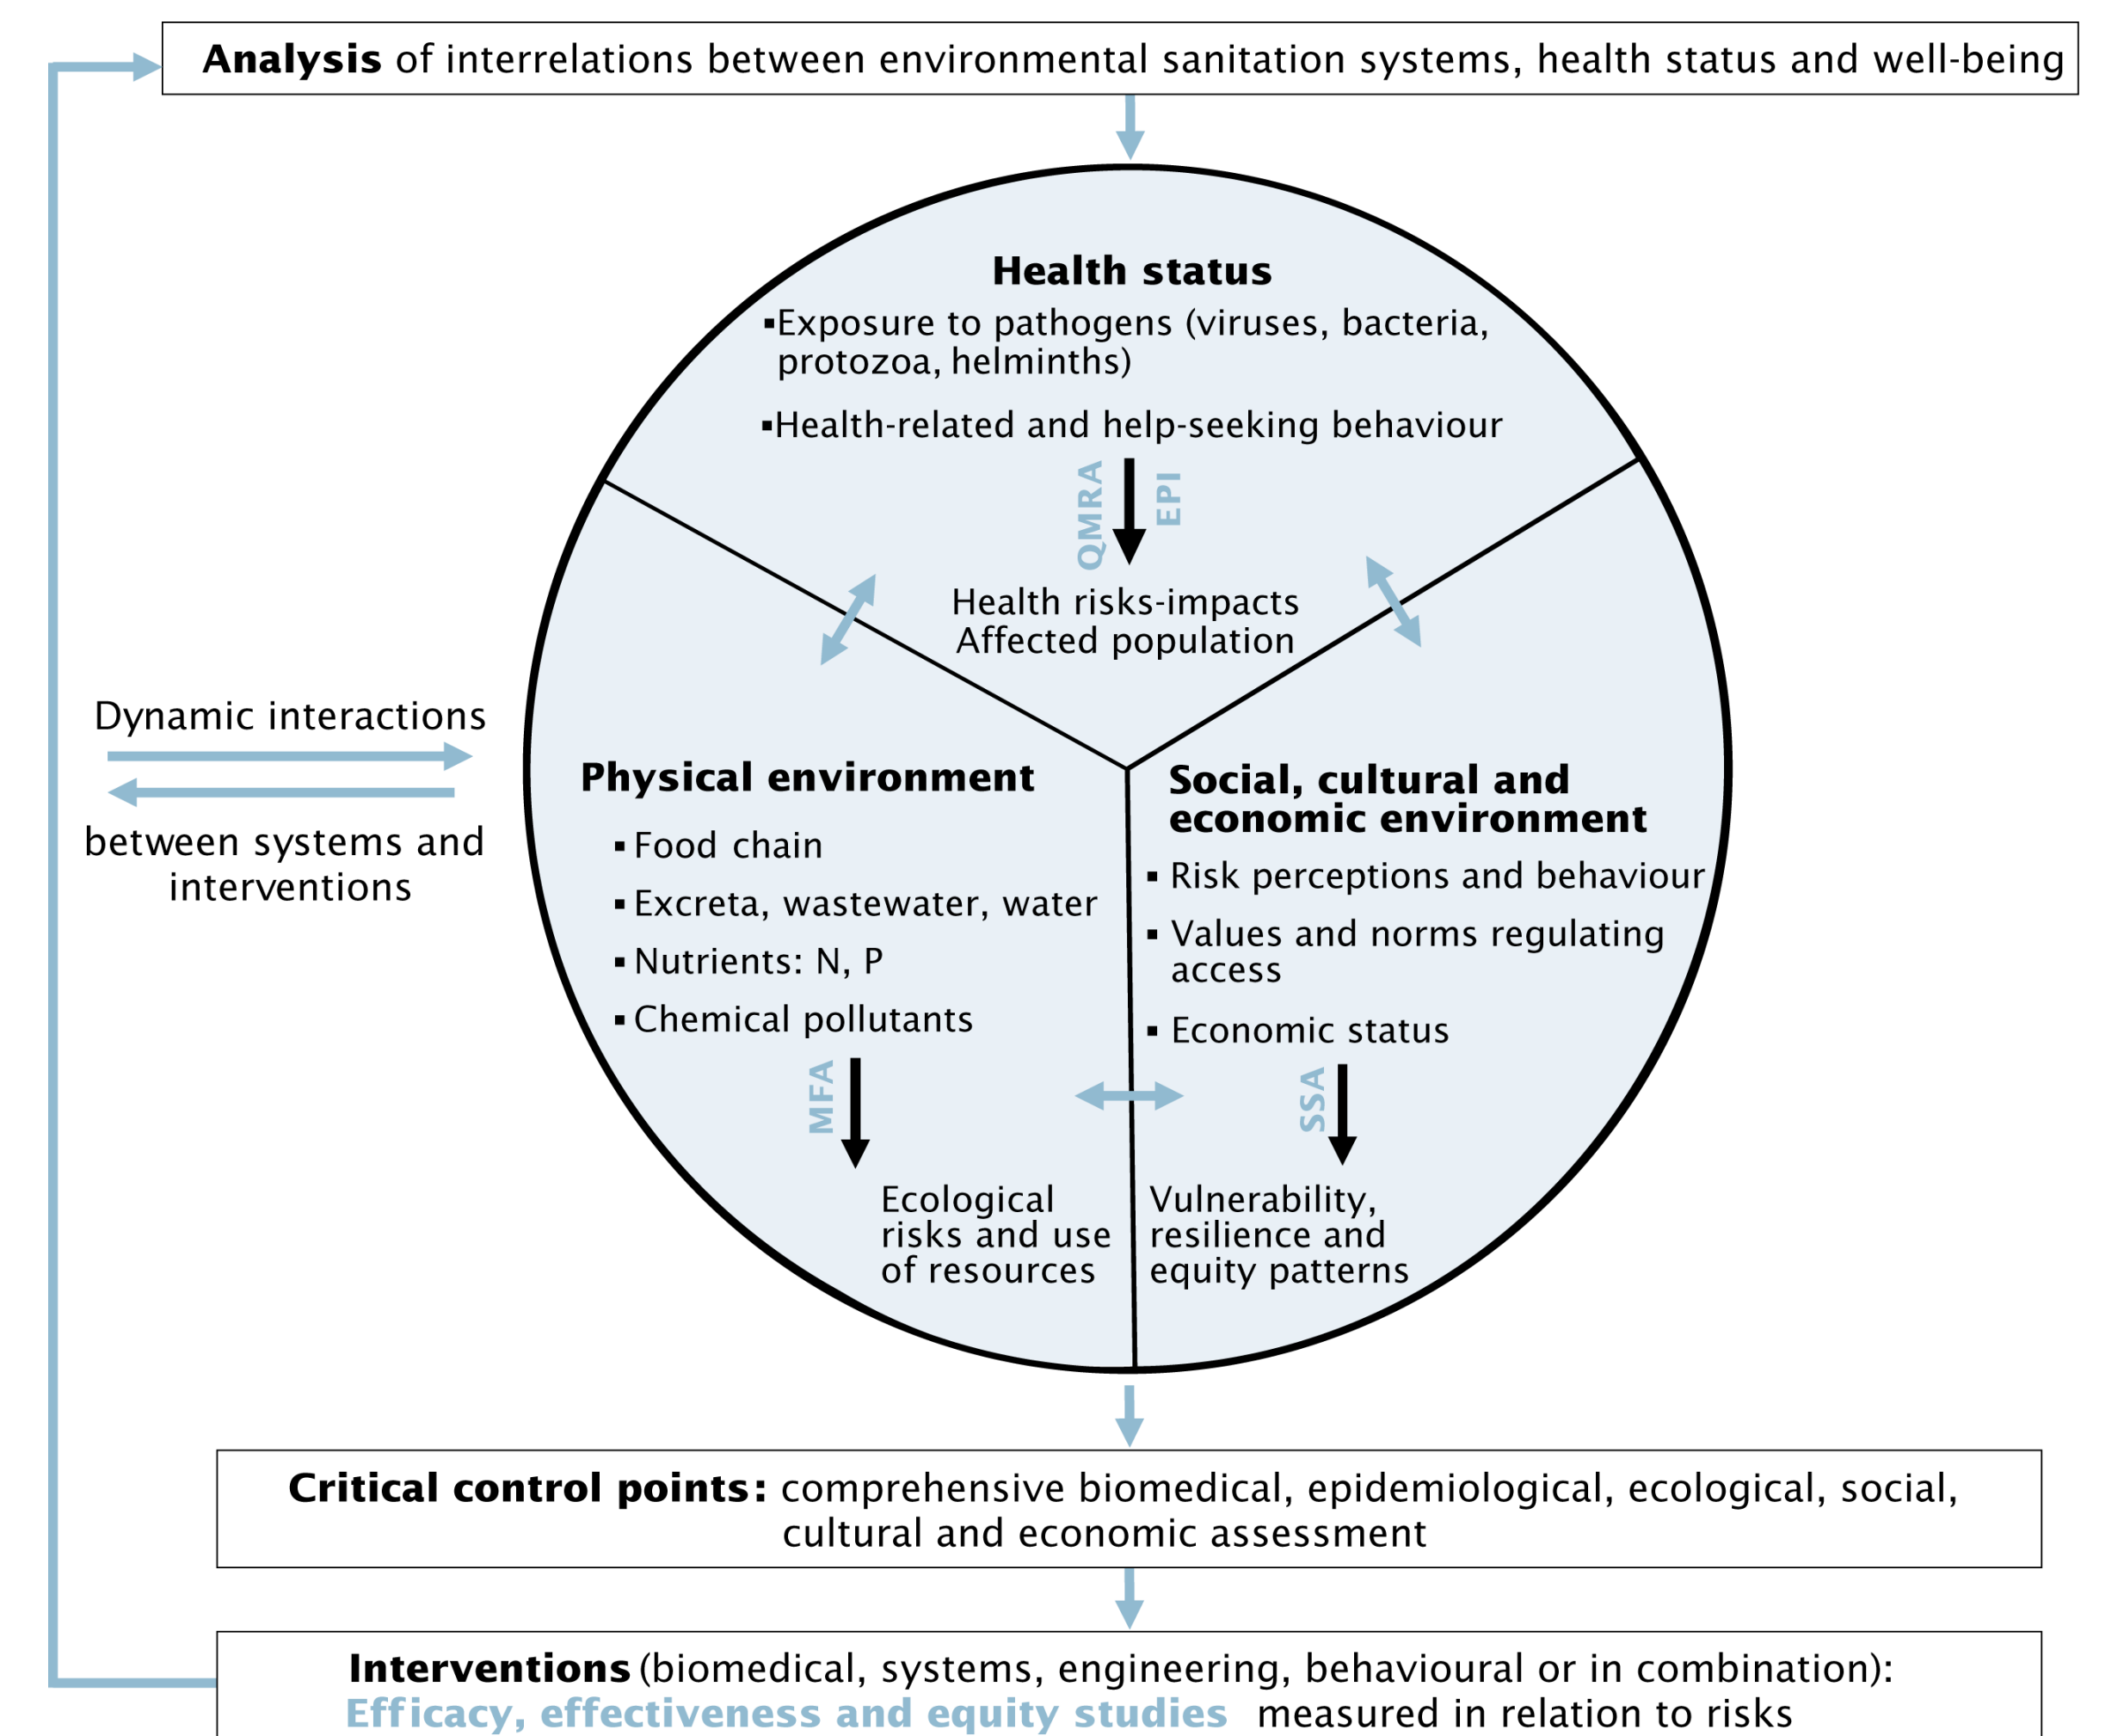 Analysis of interrelations between environmental sanitation systems, health status and well-being
Health status
▪Exposure to pathogens (viruses, bacteria,
protozoa, helminths)
▪Health-related and help-seeking behaviour
QMRA
EPI
Health risks-impacts
Affected population
Dynamic interactions
between systems and
interventions
Physical environment
▪ Food chain
▪ Excreta, wastewater, water
▪ Nutrients: N, P
▪ Chemical pollutants
MFA
Ecological
risks and use
of resources
Social, cultural and
economic environment
▪ Risk perceptions and behaviour
▪ Values and norms regulating
access
▪ Economic status
SSA
Vulnerability,
resilience and
equity patterns
Critical control points: comprehensive biomedical, epidemiological, ecological, social,
cultural and economic assessment
Interventions (biomedical, systems, engineering, behavioural or in combination):
Efficacy, effectiveness and equity studies measured in relation to risks